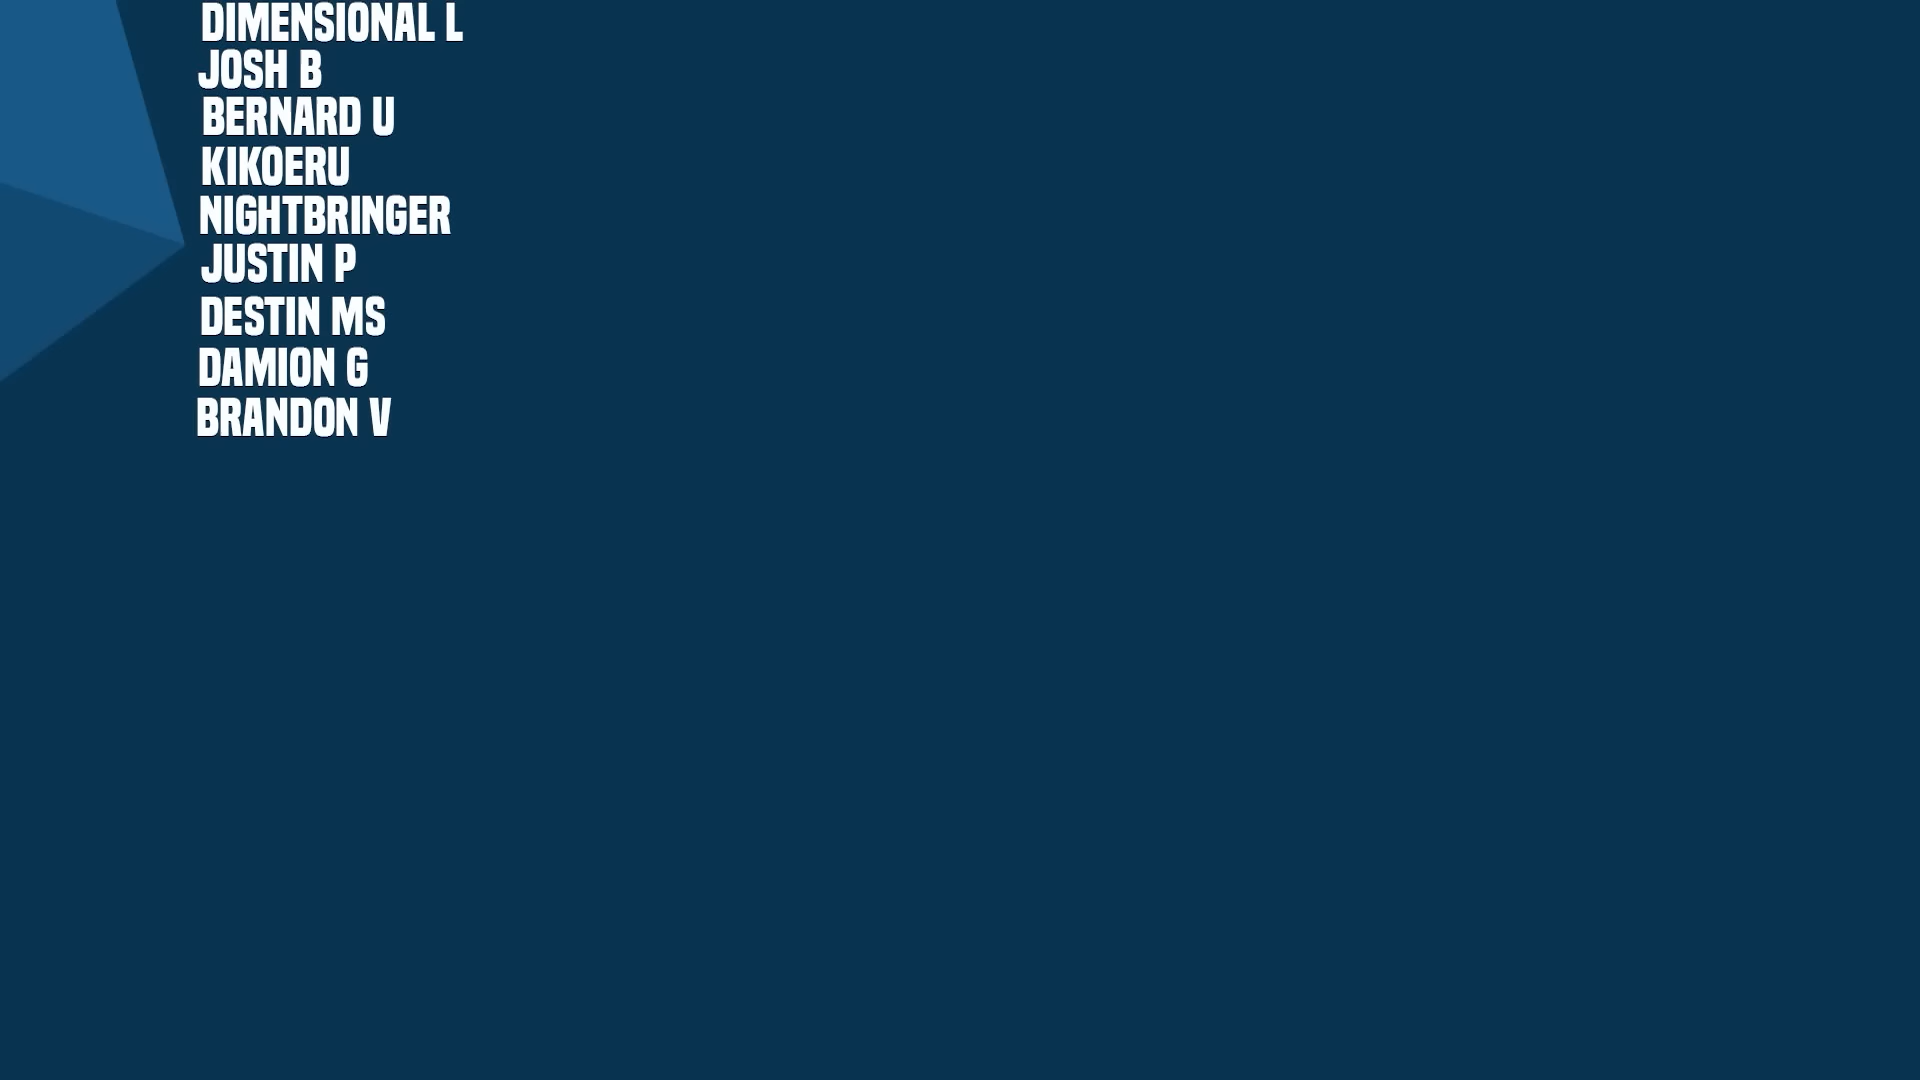 DIMENSIONAL L
JOSH B
BERNARD U
KIKOERU
NIGHTBRINGER
JUSTIN P
DESTIN MS
DAMION G
BRANDON V